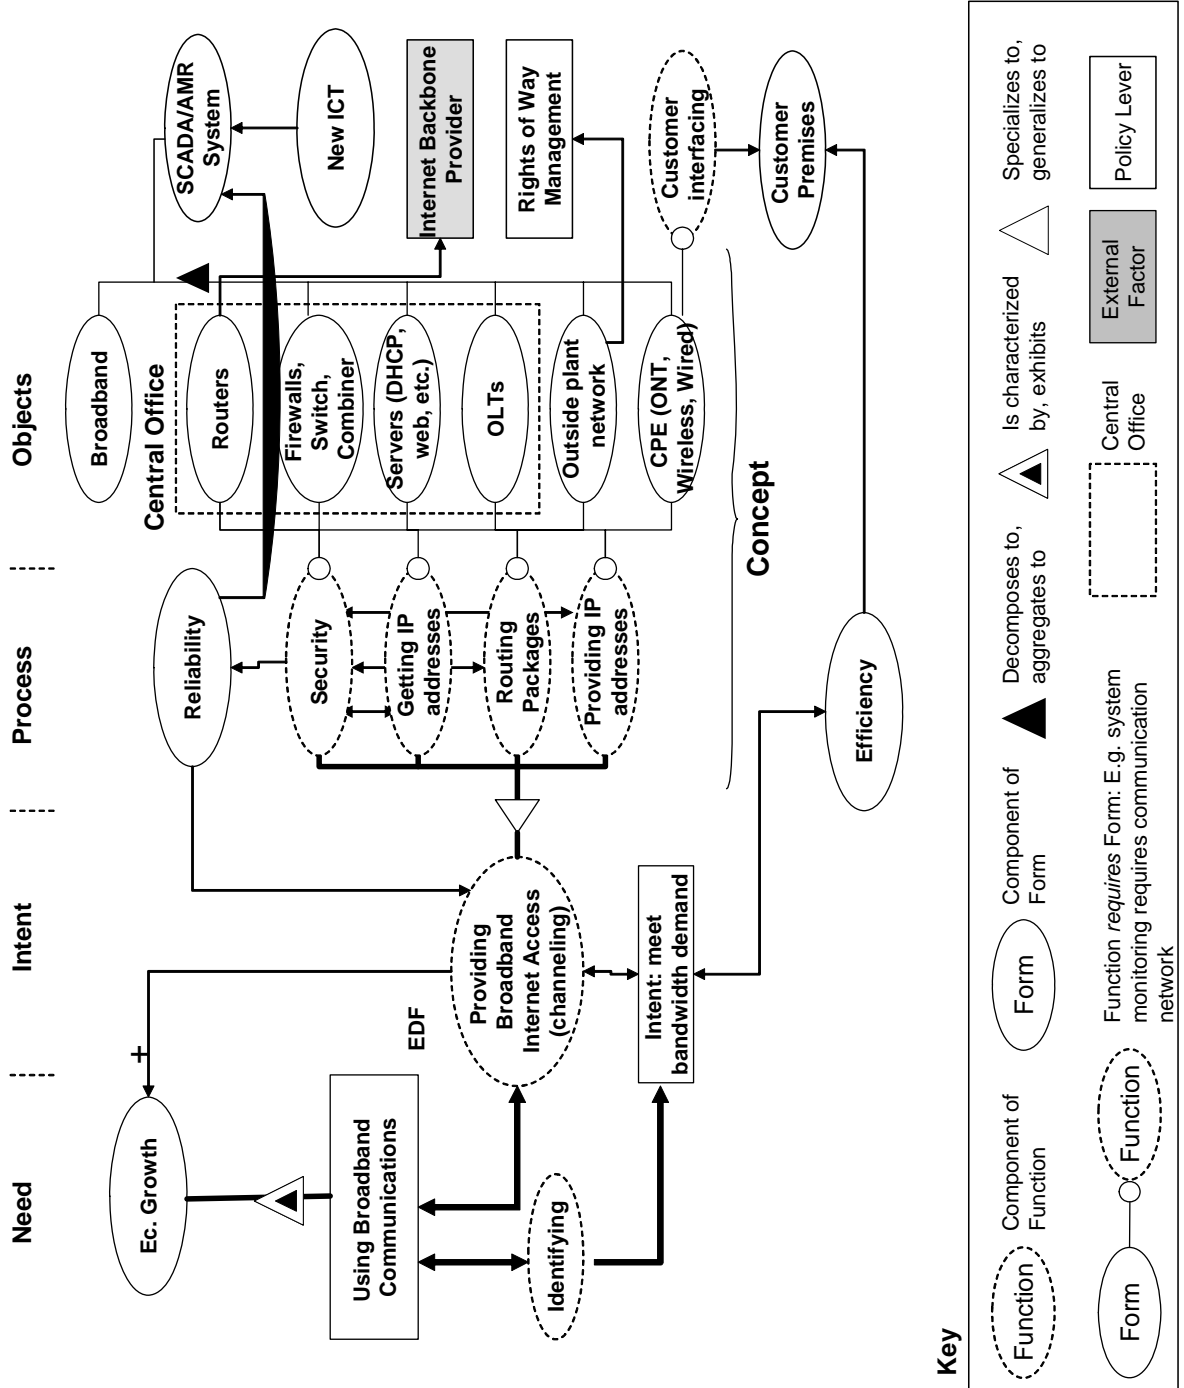 Need
Intent
Process
Objects
Ec. Growth
+
Reliability
Broadband
Central Office
SCADA/AMR
System
New ICT
Using Broadband
Communications
EDF
Security
Routers
Firewalls,
Switch,
Combiner
Getting IP
addresses
Servers (DHCP,
web, etc.)
Internet Backbone
Provider
Providing
Broadband
Internet Access
(channeling)
Routing
Packages
OLTs
Rights of Way
Management
Identifying
Providing IP
addresses
Outside plant
network
Intent: meet
bandwidth demand
CPE (ONT,
Wireless, Wired)
Customer
interfacing
Concept
Customer
Premises
Efficiency
Key
Function
Component of
Function
Form
Component of
Form
Decomposes to,
aggregates to
Is characterized
by, exhibits
Specializes to,
generalizes to
Form
Function
Function requires Form: E.g. system
monitoring requires communication
network
Central
Office
External
Factor
Policy Lever